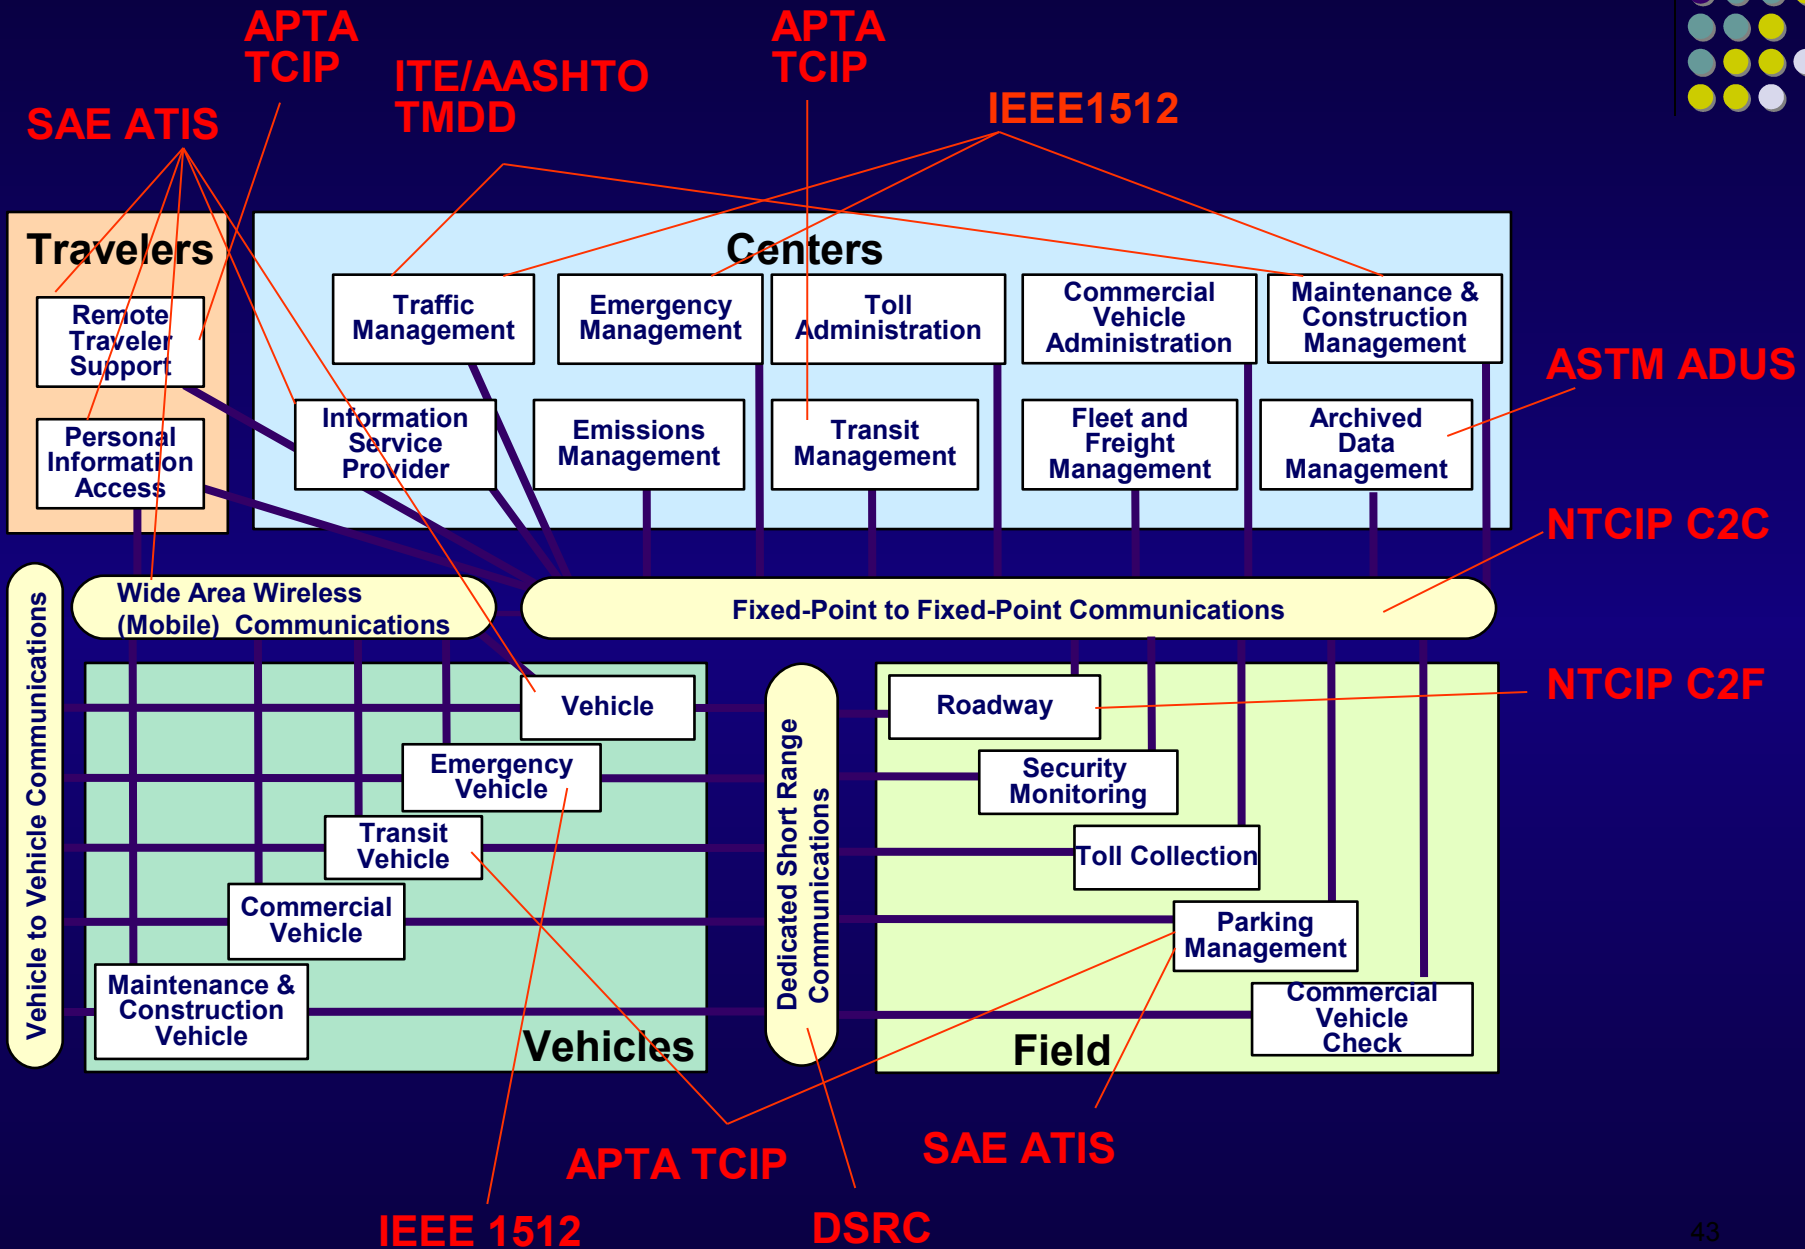 APTA
TCIP
APTA
TCIP
ITE/AASHTO
TMDD
IEEE1512
SAE ATIS
Travelers
Centers
Remote
Traveler
Support
Traffic
Management
Emergency
Management
Toll
Administration
Commercial
Vehicle
Administration
Maintenance &
Construction
Management
ASTM ADUS
Personal
Information
Access
Information
Service
Provider
Emissions
Management
Transit
Management
Fleet and
Freight
Management
Archived
Data
Management
NTCIP C2C
Wide Area Wireless
(Mobile) Communications
Fixed-Point to Fixed-Point Communications
Vehicle to Vehicle Communications
Vehicle
Emergency
Vehicle
Transit
Vehicle
Commercial
Vehicle
Maintenance &
Construction
Vehicle
Vehicles
Dedicated Short Range
Communications
Roadway
NTCIP C2F
Security
Monitoring
Toll Collection
Parking
Management
Commercial
Vehicle
Check
Field
APTA TCIP
SAE ATIS
IEEE 1512
DSRC
43